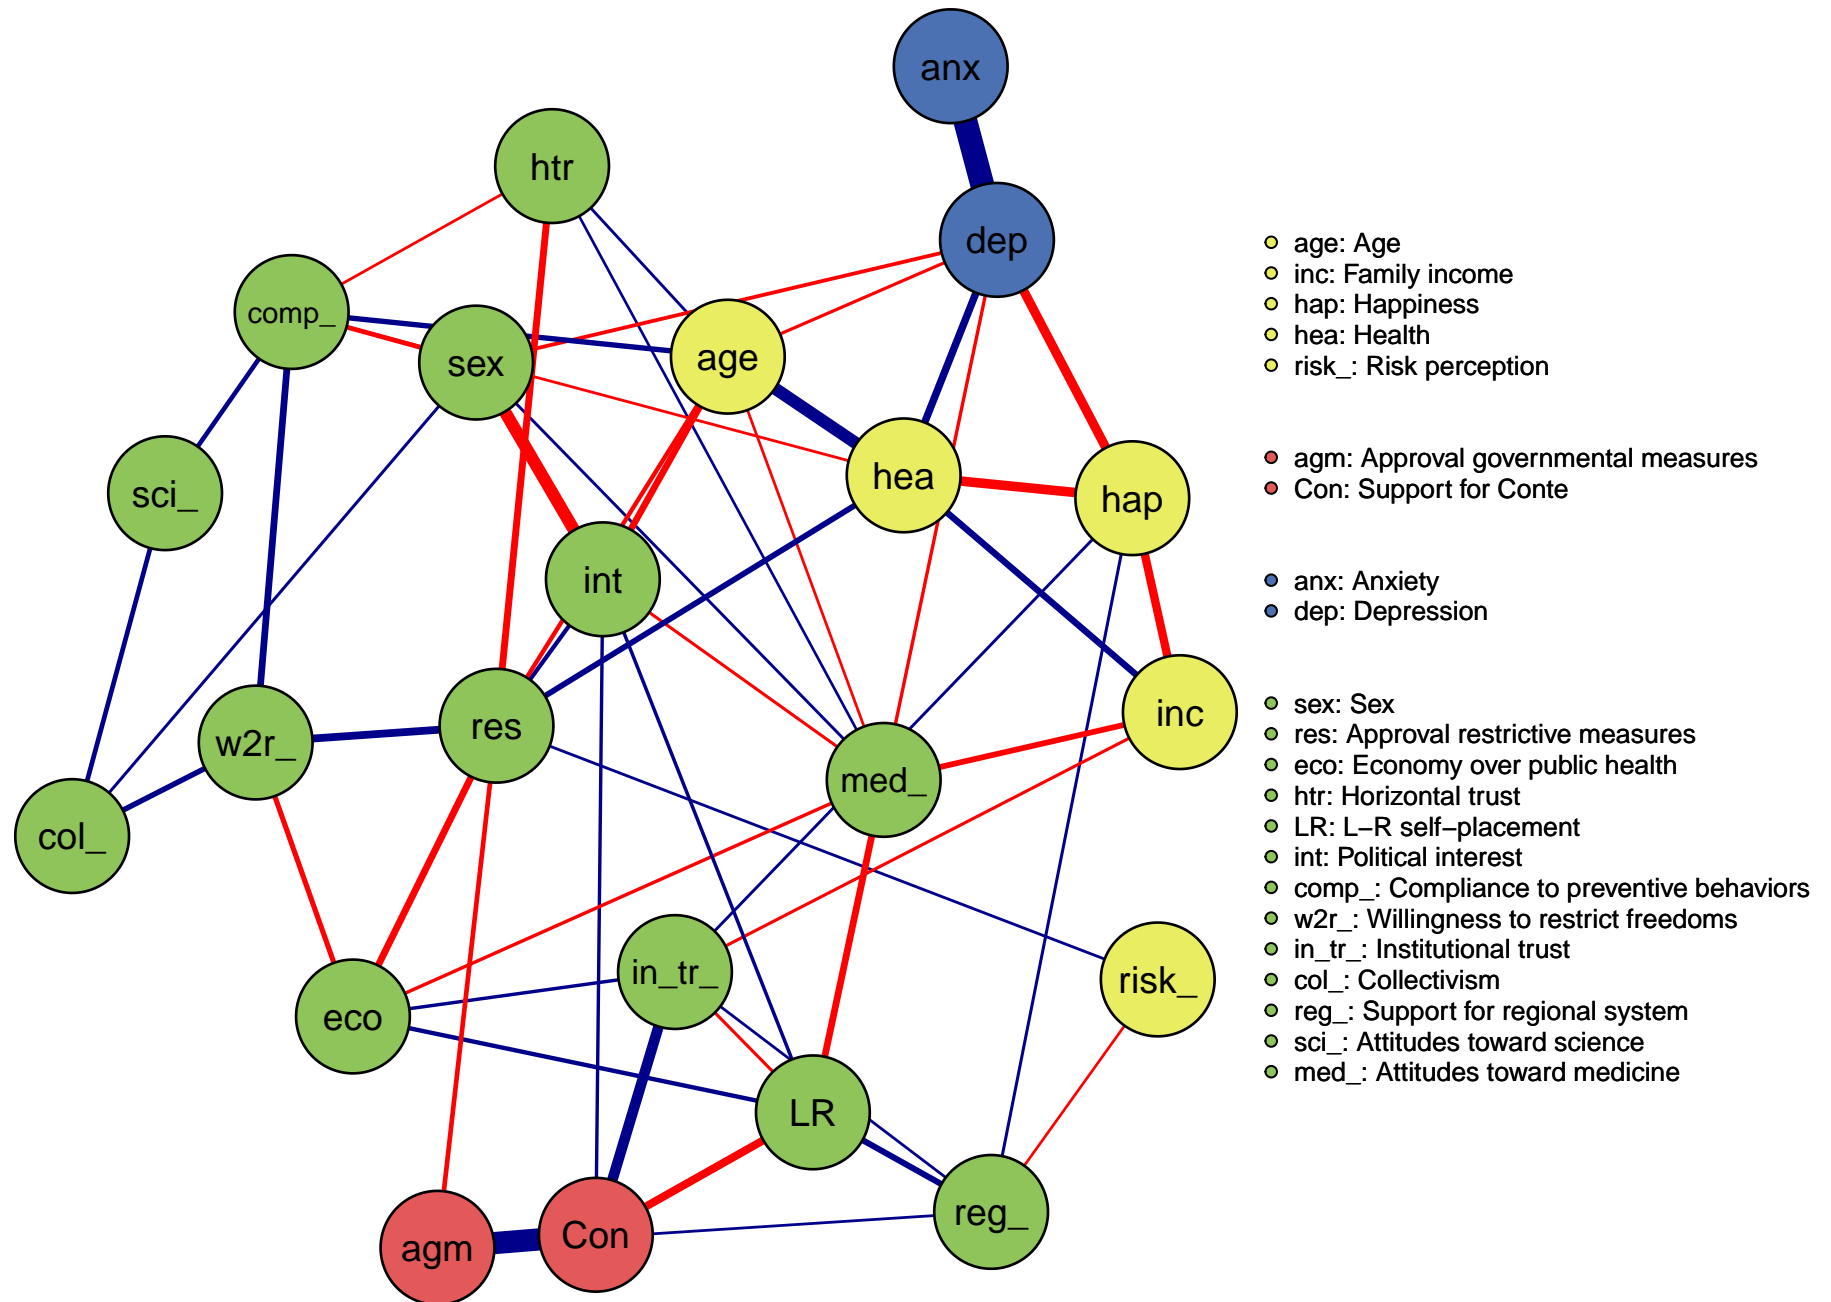 anx
htr
dep
comp_
sex
age
hea
hap
sci_
int
inc
res
w2r_
med_
col_
in_tr_
risk_
eco
LR
reg_
Con
agm
age: Age
inc: Family income
hap: Happiness
hea: Health
risk_: Risk perception
agm: Approval governmental measures
Con: Support for Conte
anx: Anxiety
dep: Depression
sex: Sex
res: Approval restrictive measures
eco: Economy over public health
htr: Horizontal trust
LR: L−R self−placement
int: Political interest
comp_: Compliance to preventive behaviors
w2r_: Willingness to restrict freedoms
in_tr_: Institutional trust
col_: Collectivism
reg_: Support for regional system
sci_: Attitudes toward science
med_: Attitudes toward medicine